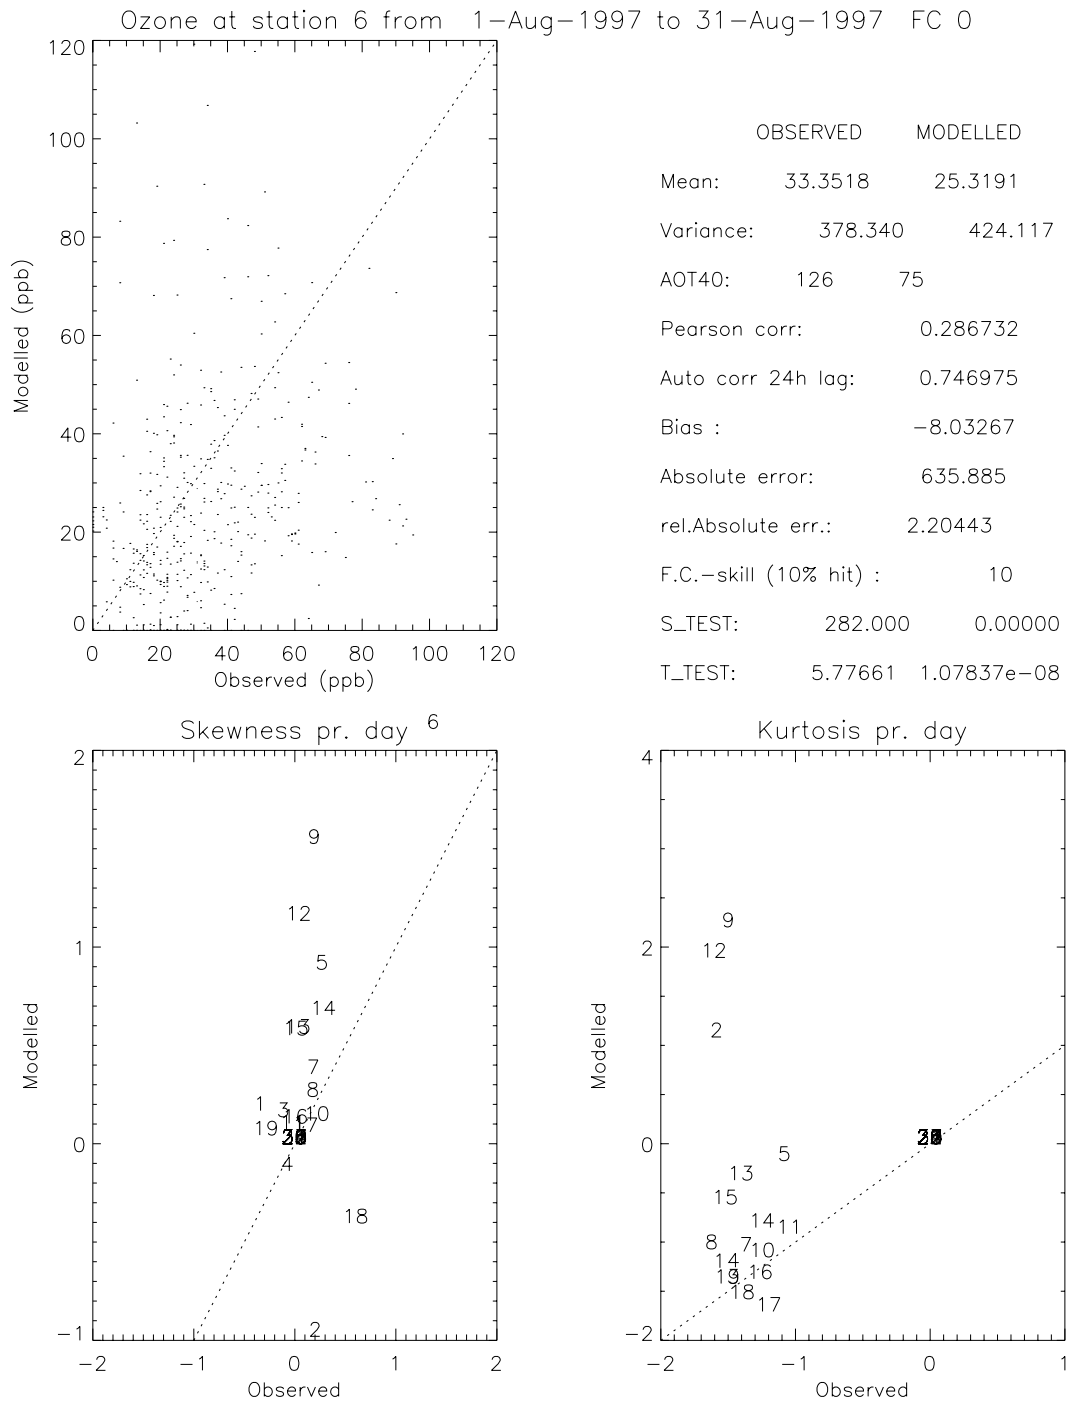 Ozone at station 6 from 1-Aug-1997 to 31-Aug-1997 FC 0
120
100
80
60
40
20
0
Modelled (ppb)
0 20 40 60 80 100 120
Observed (ppb)
OBSERVED MODELLED
Mean: 33.3518 25.3191
Variance: 378.340 424.117
AOT40: 126 75
Pearson corr: 0.286732
Auto corr 24h lag: 0.746975
Bias : -8.03267
Absolute error: 635.885
rel.Absolute err.: 2.20443
F.C.-skill (10% hit) : 10
S_TEST: 282.000 0.00000
T_TEST: 5.77661 1.07837e-08
Skewness pr. day 6
2
1
0
-1
Modelled
9
12
5
14
15
7
8
1
3
16 10
19
4
18
2
-2 -1 0 1 2
Observed
Kurtosis pr. day
4
2
0
-2
Modelled
9
12
2
5
13
15
14 11
8 7 10
14
19 16
18 17
-2 -1 0 1
Observed